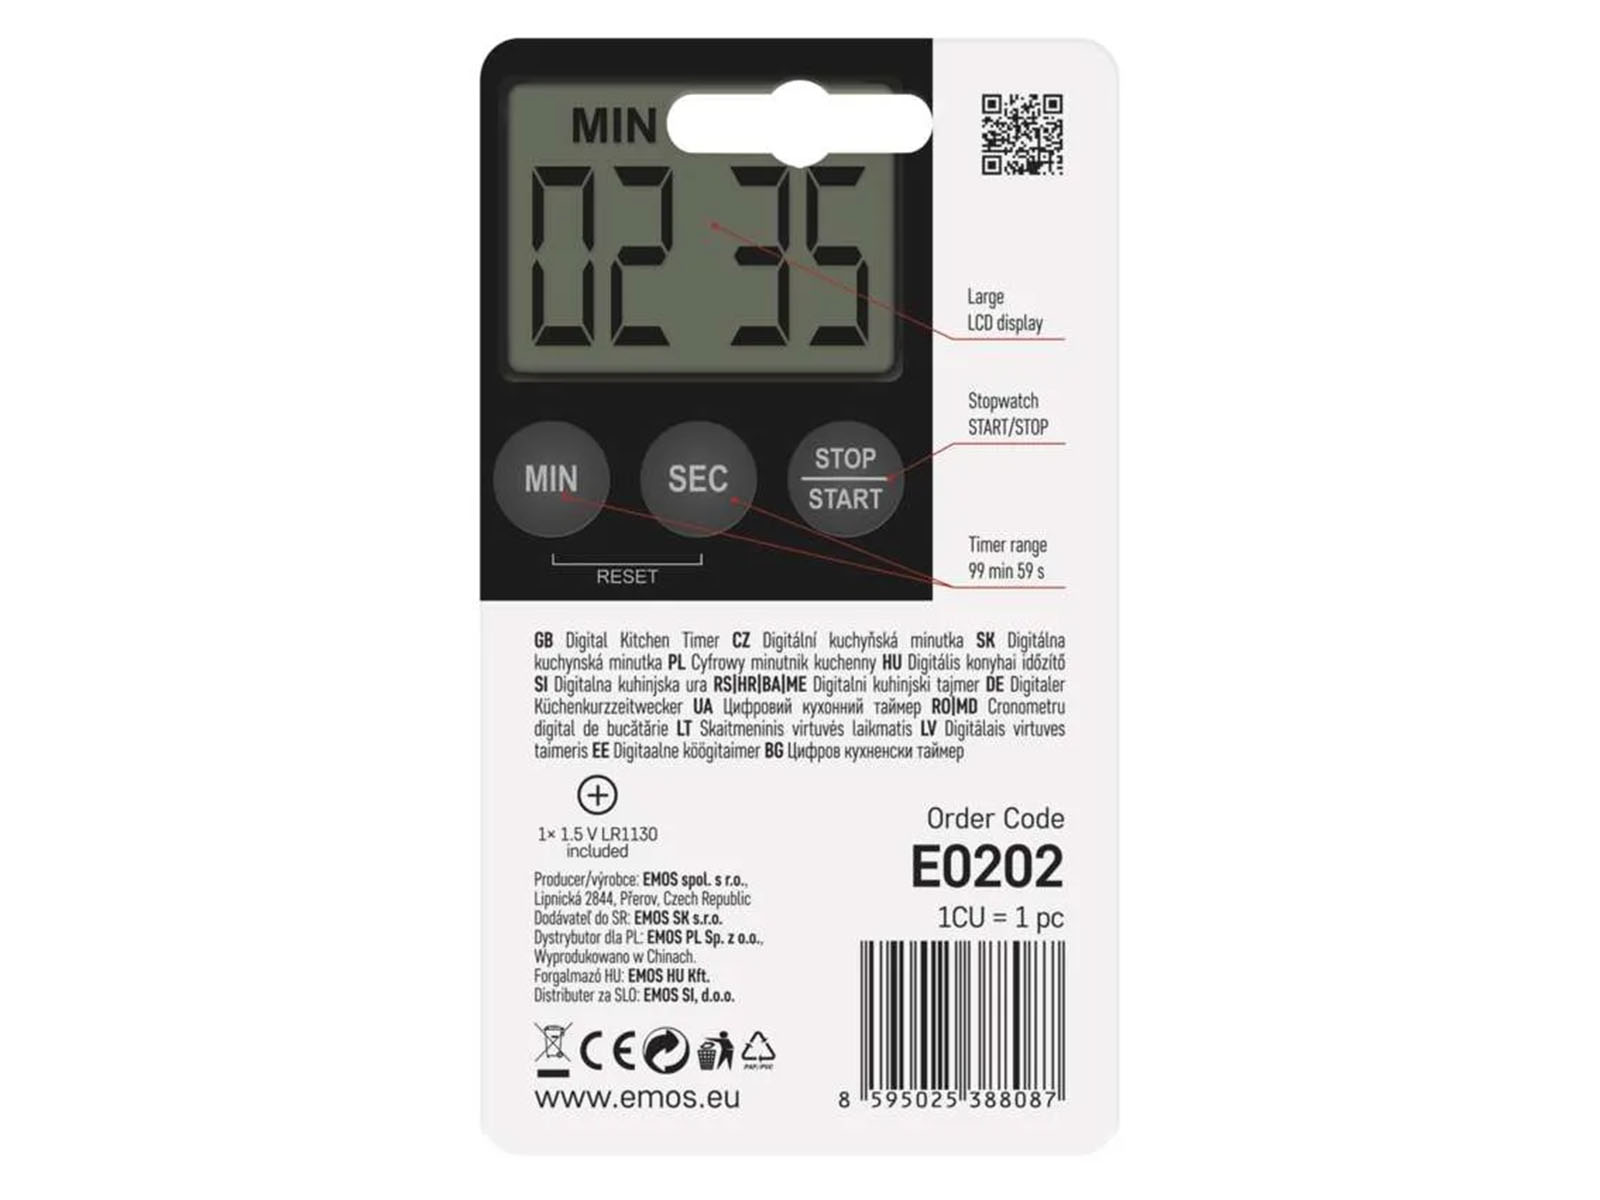 MIN
02 35
Large
LCD display
Stopwatch
START/STOP
MIN
SEC
STOP
START
RESET
Timer range
99 min 59 s
GB Digital Kitchen Timer CZ Digitální kuchyňská minutka SK Digitálna
kuchynská minutka PL Cyfrowy minutnik kuchenny HU Digitális konyhai időzítő
SI Digitalna kuhinjska ura RS|HR|BA|ME Digitalni kuhinjski tajmer DE Digitaler
Küchenkurzzeitwecker UA Цифровий кухонний таймер RO|MD Cronometru
digital de bucătărie LT Skaitmeninis virtuvės laikmatis LV Digitālais virtuves
taimeris EE Digitaalne köögitaimer BG Цифров кухненски таймер
1× 1.5 V LR1130
included
Order Code
E0202
1CU = 1 pc
Producer/výrobce: EMOS spol. s r.o.,
Lipnická 2844, Přerov, Czech Republic
Dodávateľ do SR: EMOS SK s.r.o.
Dystrybutor dla PL: EMOS PL Sp. z o.o.,
Wyprodukowano w Chinach.
Forgalmazó HU: EMOS HU Kft.
Distributer za SLO: EMOS SI, d.o.o.
CE
PAP/PVC
www.emos.eu
8 595025 388087